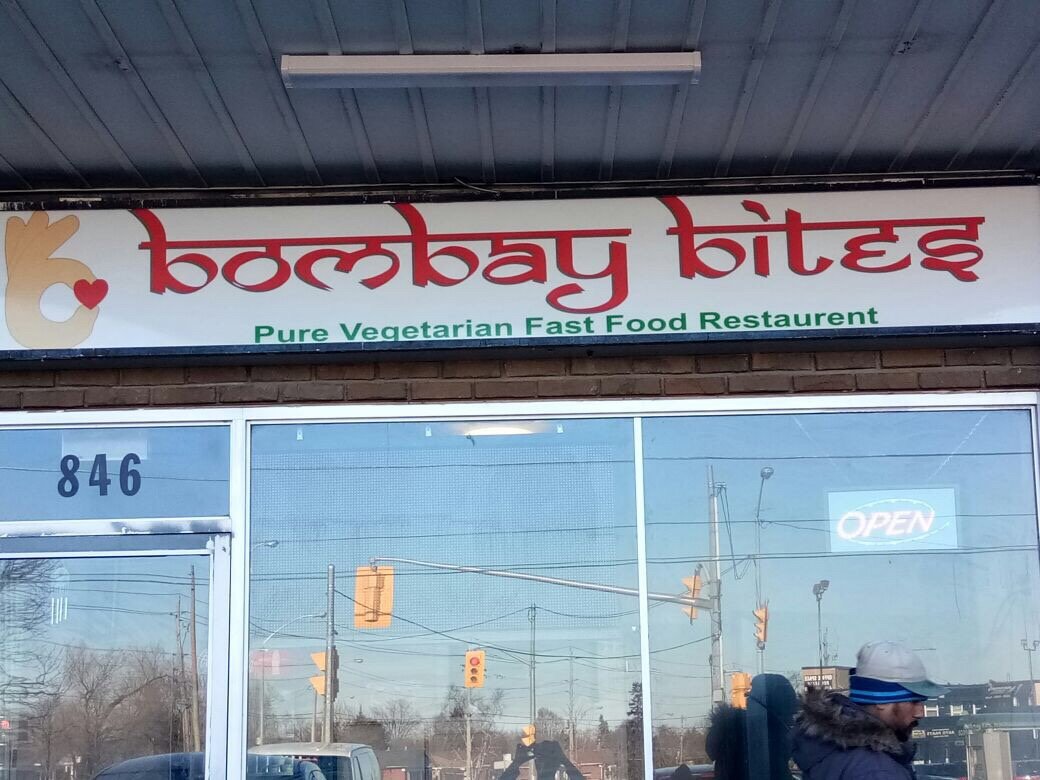 bombay bites
Pure Vegetarian Fast Food Restaurent
846
OPEN